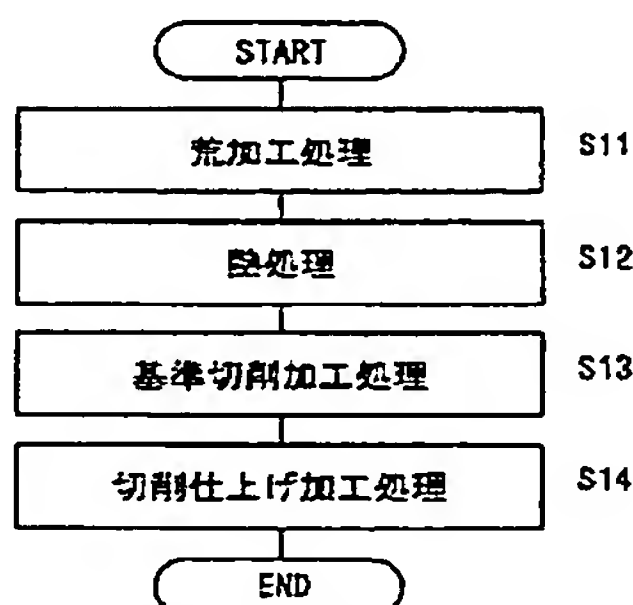 START
荒加工処理 S11
熱処理 S12
基準切削加工処理 S13
切削仕上げ加工処理 S14
END